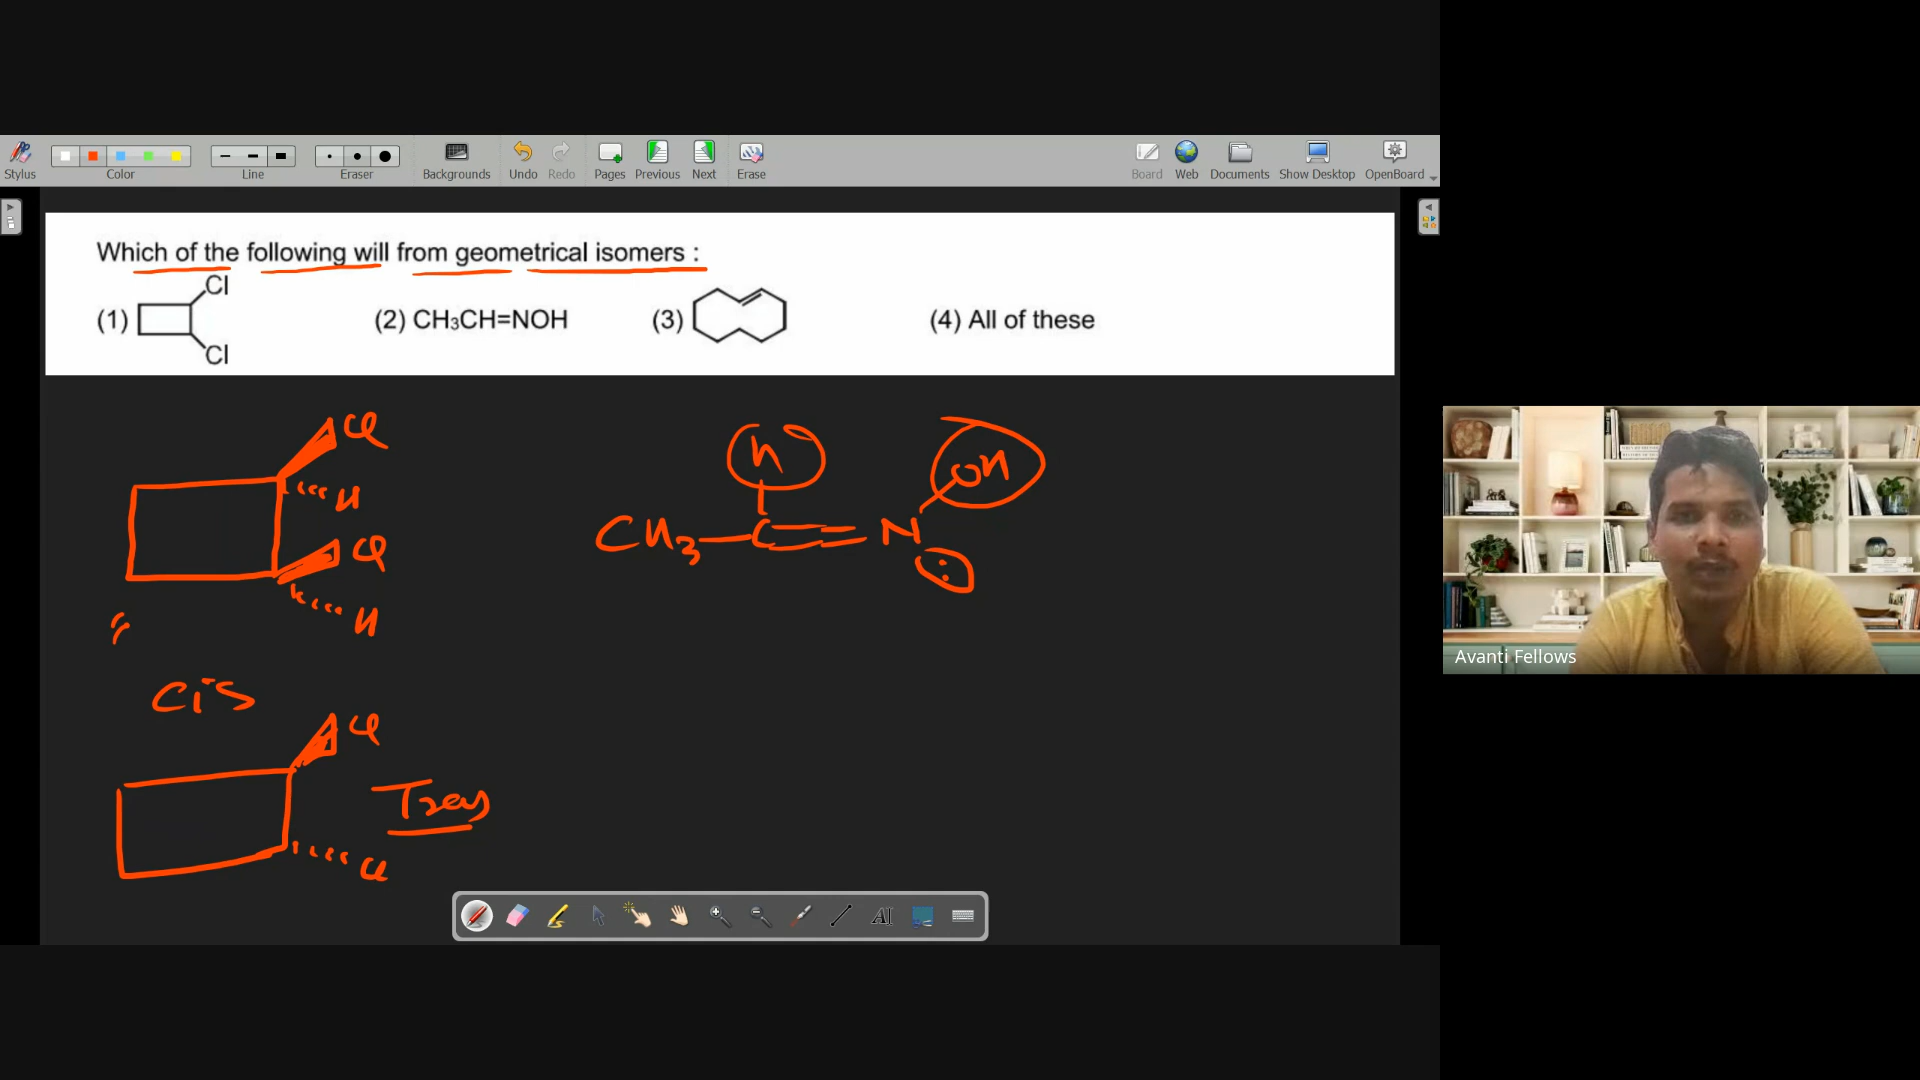 Stylus
Color
Line
Eraser
Backgrounds
Undo
Redo
Pages
Previous
Next
Erase
Board
Web
Documents
Show Desktop
OpenBoard
Which of the following will from geometrical isomers :
(1)
Cl
Cl
(2) CH3CH=NOH
(3)
(4) All of these
Cl
H
Cl
H
Cis
Cl
Trans
Cl
H
OH
CH3
C
N
:
Avanti Fellows
AI